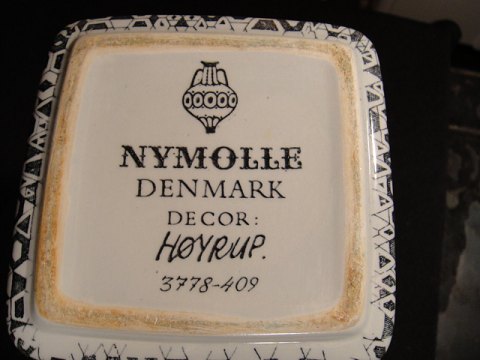 NYMOLLE
DENMARK
DECOR:
HØYRUP.
3778-409